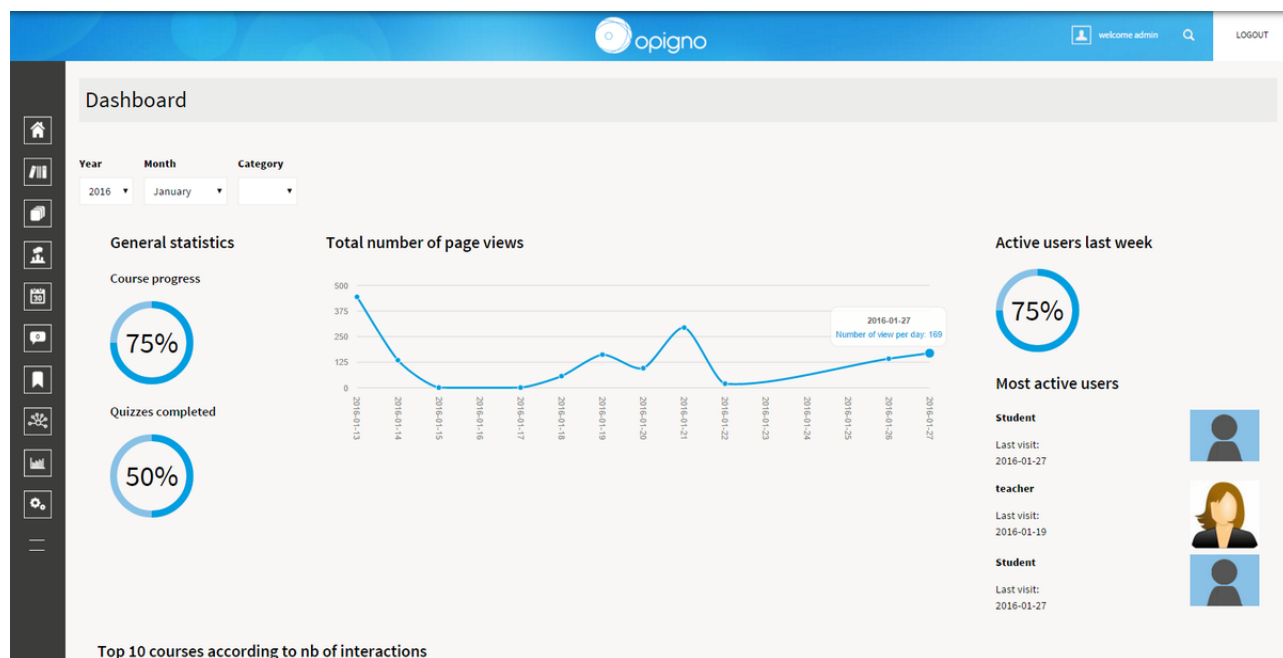 opigno
welcome admin
LOGOUT
Dashboard
Year Month Category
2016 January
General statistics
Course progress
75%
Quizzes completed
50%
Total number of page views
500
375
250
125
0
2016-01-13
2016-01-14
2016-01-15
2016-01-16
2016-01-17
2016-01-18
2016-01-19
2016-01-20
2016-01-21
2016-01-22
2016-01-23
2016-01-24
2016-01-25
2016-01-26
2016-01-27
2016-01-27
Number of view per day: 169
Active users last week
75%
Most active users
Student
Last visit:
2016-01-27
teacher
Last visit:
2016-01-19
Student
Last visit:
2016-01-27
30
0
Top 10 courses according to nb of interactions